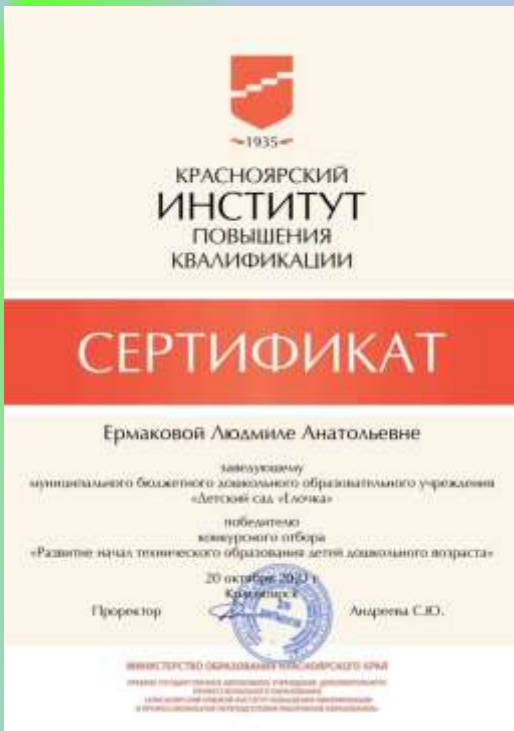 1935
КРАСНОЯРСКИЙ
ИНСТИТУТ
ПОВЫШЕНИЯ
КВАЛИФИКАЦИИ
СЕРТИФИКАТ
Ермаковой Людмиле Анатольевне
заведующему
муниципального бюджетного дошкольного образовательного учреждения
«Детский сад «Елочка»
победителю
конкурсного отбора
«Развитие начал технического образования детей дошкольного возраста»
20 октября г.
Красноярск
Проректор Андреева С.Ю.
МИНИСТЕРСТВО ОБРАЗОВАНИЯ КРАСНОЯРСКОГО КРАЯ